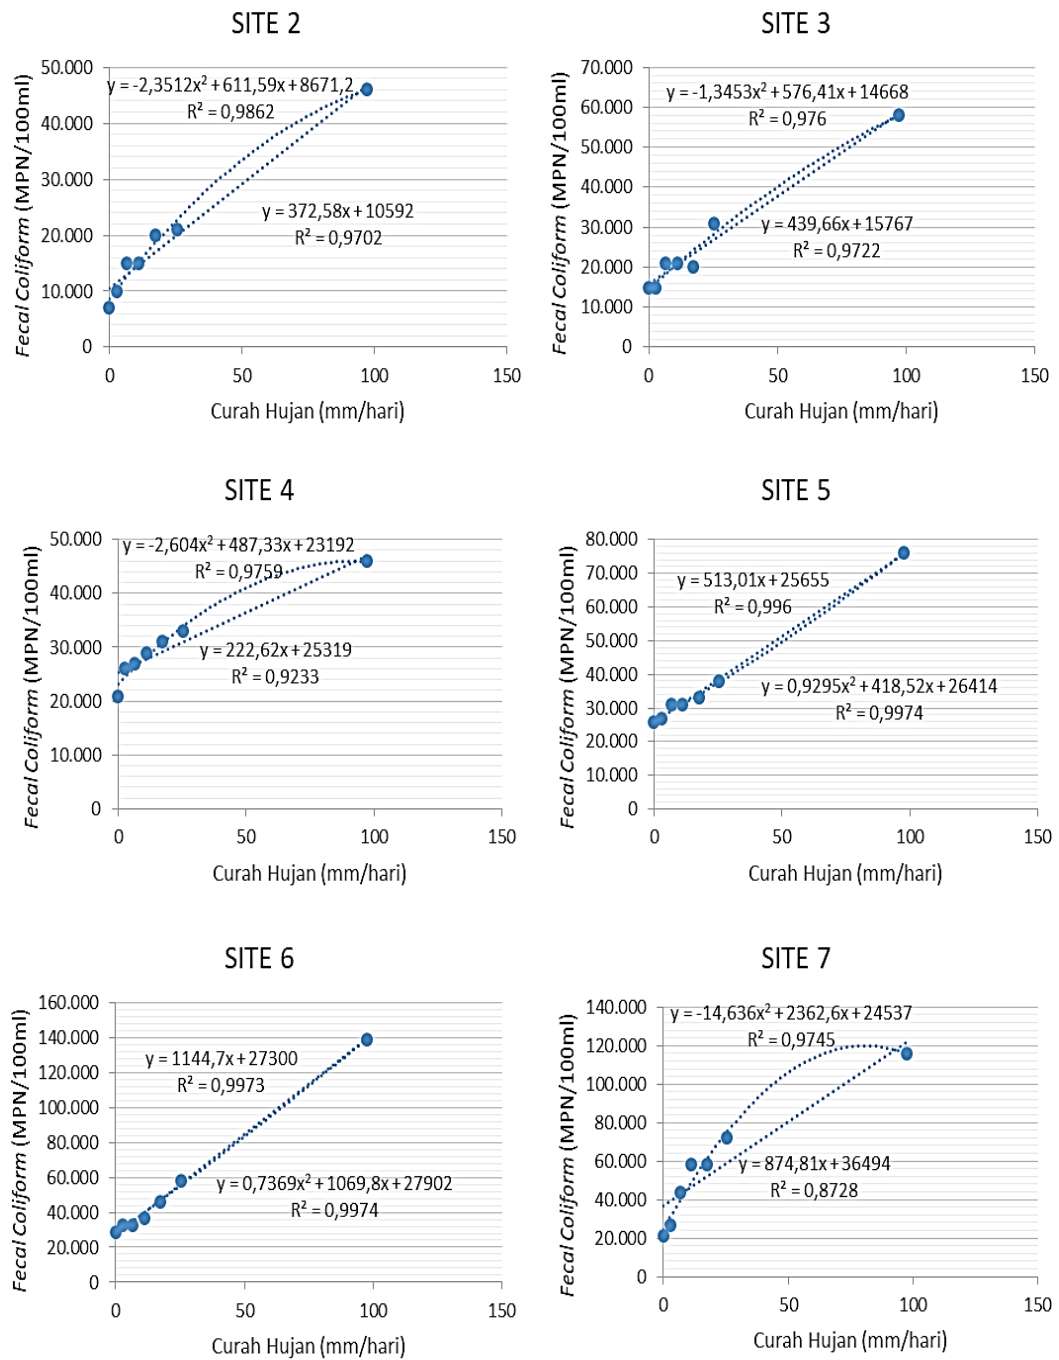 SITE 2
50.000
y = -2,3512x² + 611,59x + 8671,2
R² = 0,9862
40.000
30.000
y = 372,58x + 10592
20.000
R² = 0,9702
10.000
0
0 50 100 150
Fecal Coliform (MPN/100ml)
Curah Hujan (mm/hari)
SITE 3
70.000
y = -1,3453x² + 576,41x + 14668
60.000
R² = 0,976
50.000
40.000
30.000
y = 439,66x + 15767
R² = 0,9722
20.000
10.000
0
0 50 100 150
Fecal Coliform (MPN/100ml)
Curah Hujan (mm/hari)
SITE 4
50.000
y = -2,604x² + 487,33x + 23192
R² = 0,9759
40.000
30.000
y = 222,62x + 25319
R² = 0,9233
20.000
10.000
0
0 50 100 150
Fecal Coliform (MPN/100ml)
Curah Hujan (mm/hari)
SITE 5
80.000
70.000
y = 513,01x + 25655
60.000
R² = 0,996
50.000
40.000
y = 0,9295x² + 418,52x + 26414
30.000
R² = 0,9974
20.000
10.000
0
0 50 100 150
Fecal Coliform (MPN/100ml)
Curah Hujan (mm/hari)
SITE 6
160.000
140.000
y = 1144,7x + 27300
120.000
R² = 0,9973
100.000
80.000
60.000
y = 0,7369x² + 1069,8x + 27902
40.000
R² = 0,9974
20.000
0
0 50 100 150
Fecal Coliform (MPN/100ml)
Curah Hujan (mm/hari)
SITE 7
140.000
y = -14,636x² + 2362,6x + 24537
120.000
R² = 0,9745
100.000
80.000
60.000
y = 874,81x + 36494
R² = 0,8728
40.000
20.000
0
0 50 100 150
Fecal Coliform (MPN/100ml)
Curah Hujan (mm/hari)